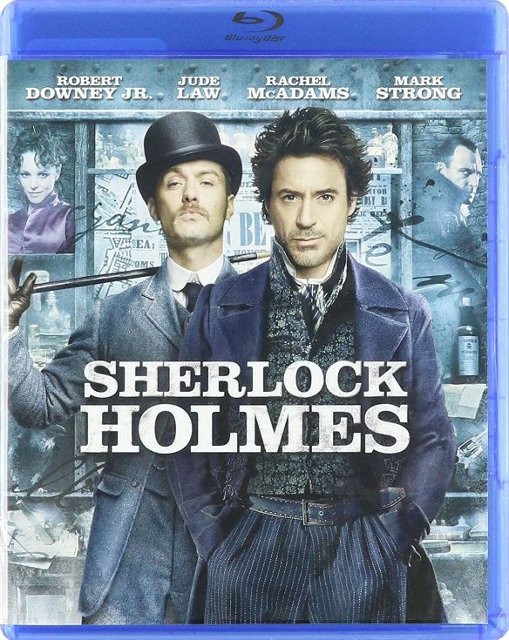 Blu-ray Disc
ROBERT DOWNEY JR.
JUDE LAW
RACHEL McADAMS
MARK STRONG
SHERLOCK
HOLMES